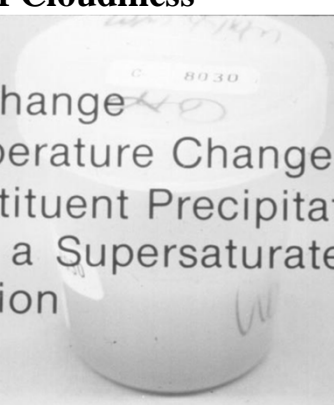 r Cloudiness
hange
perature Change
tituent Precipitat
a Supersaturate
ion
C 8030